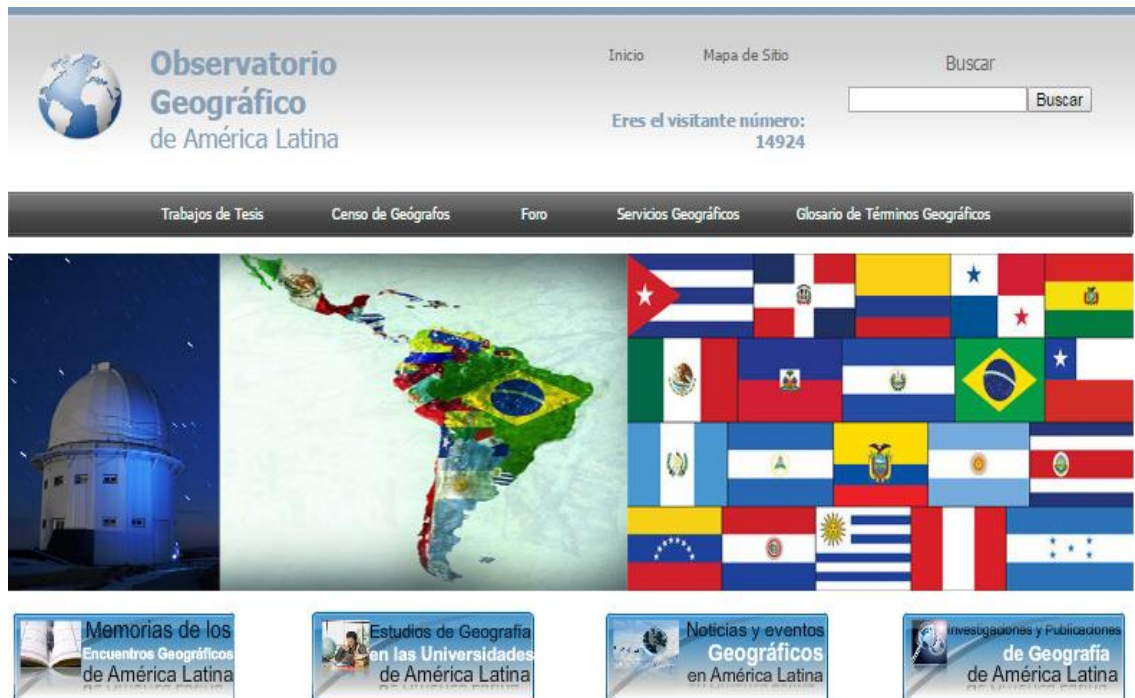 Observatorio
Geográfico
de América Latina
Inicio
Mapa de Sitio
Eres el visitante número:
14924
Buscar
Buscar
Trabajos de Tesis
Censo de Geógrafos
Foro
Servicios Geográficos
Glosario de Términos Geográficos
Memorias de los
Encuentros Geográficos
de América Latina
Estudios de Geografía
en las Universidades
de América Latina
Noticias y eventos
Geográficos
en América Latina
Investigaciones y Publicaciones
de Geografía
de América Latina